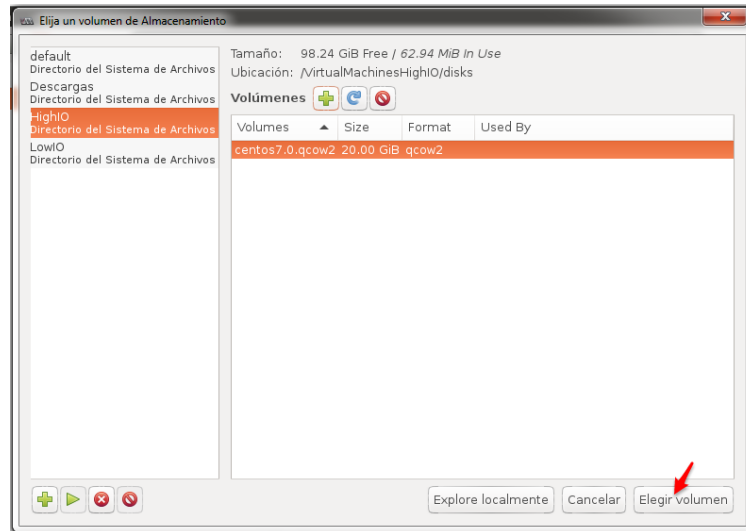 Elija un volumen de Almacenamiento
default
Directorio del Sistema de Archivos
Descargas
Directorio del Sistema de Archivos
HighIO
Directorio del Sistema de Archivos
LowIO
Directorio del Sistema de Archivos
Tamaño: 98.24 GiB Free / 62.94 MiB In Use
Ubicación: /VirtualMachinesHighIO/disks
Volúmenes
Volumes Size Format Used By
centos7.0.qcow2 20.00 GiB qcow2
Explore localmente Cancelar Elegir volumen